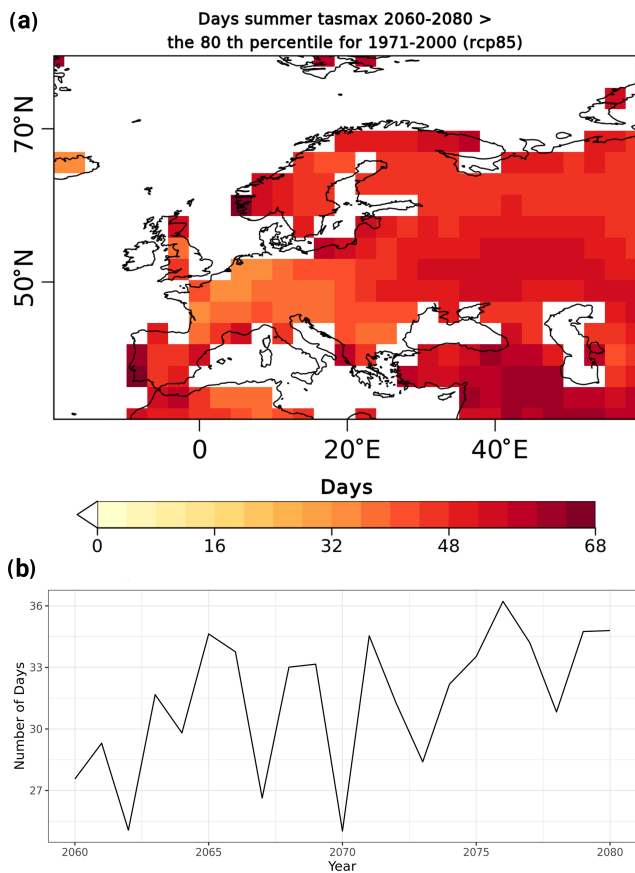 (a)
Days summer tasmax 2060-2080 >
the 80 th percentile for 1971-2000 (rcp85)
70°N
50°N
0 20°E 40°E
Days
0 16 32 48 68
(b)
36
33
30
27
Number of Days
2060 2065 2070 2075 2080
Year